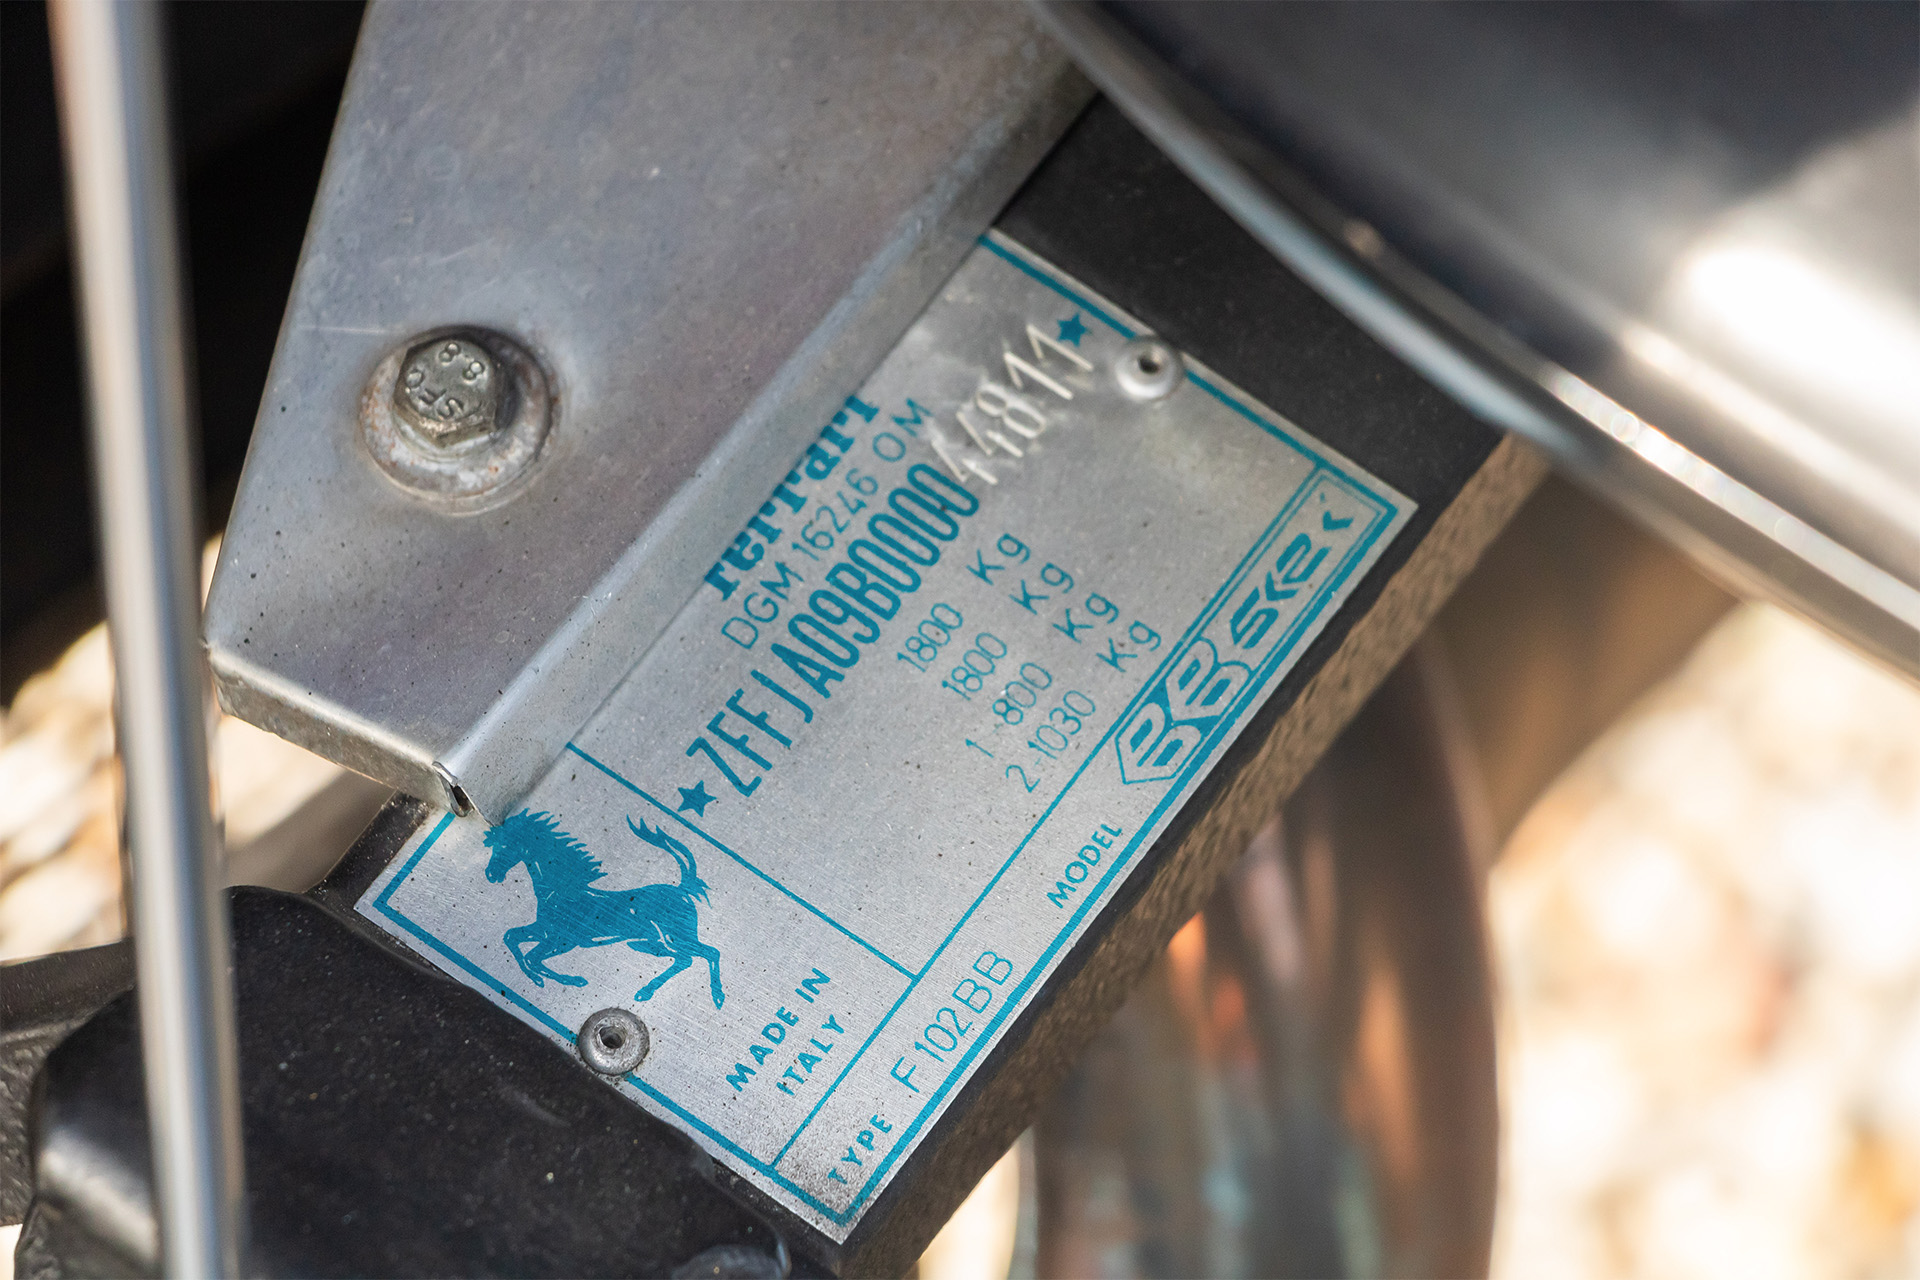 Ferrari
DGM 16246 OM
★ZFFJA09B000044811★
1800 Kg
1800 Kg
1- 800 Kg
2-1030 Kg
MADE IN
ITALY
TYPE F102BB MODEL BB 512i
SFC
8.8